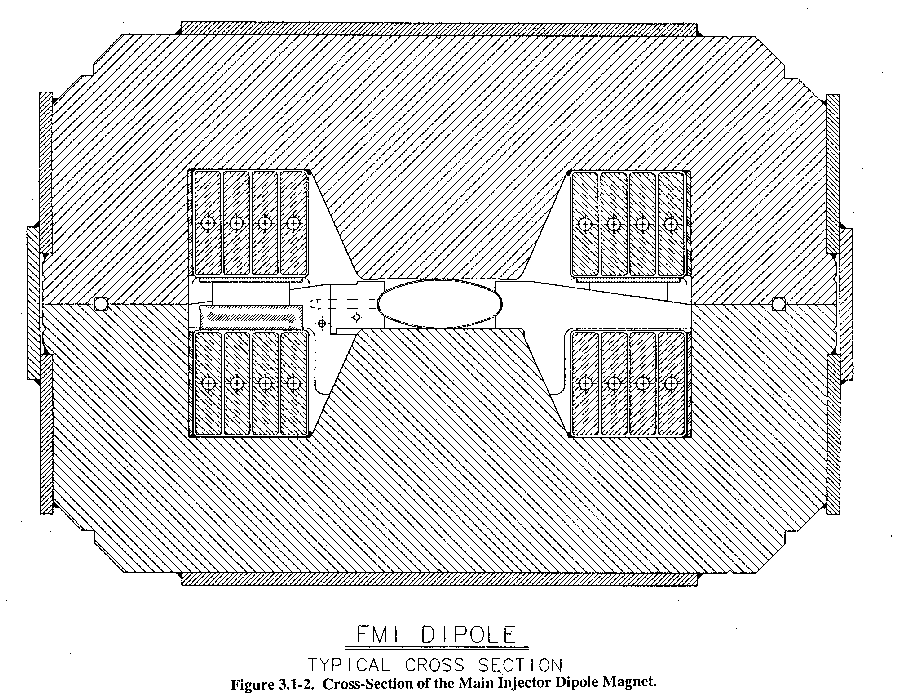 FMI DIPOLE
TYPICAL CROSS SECTION
Figure 3.1-2. Cross-Section of the Main Injector Dipole Magnet.